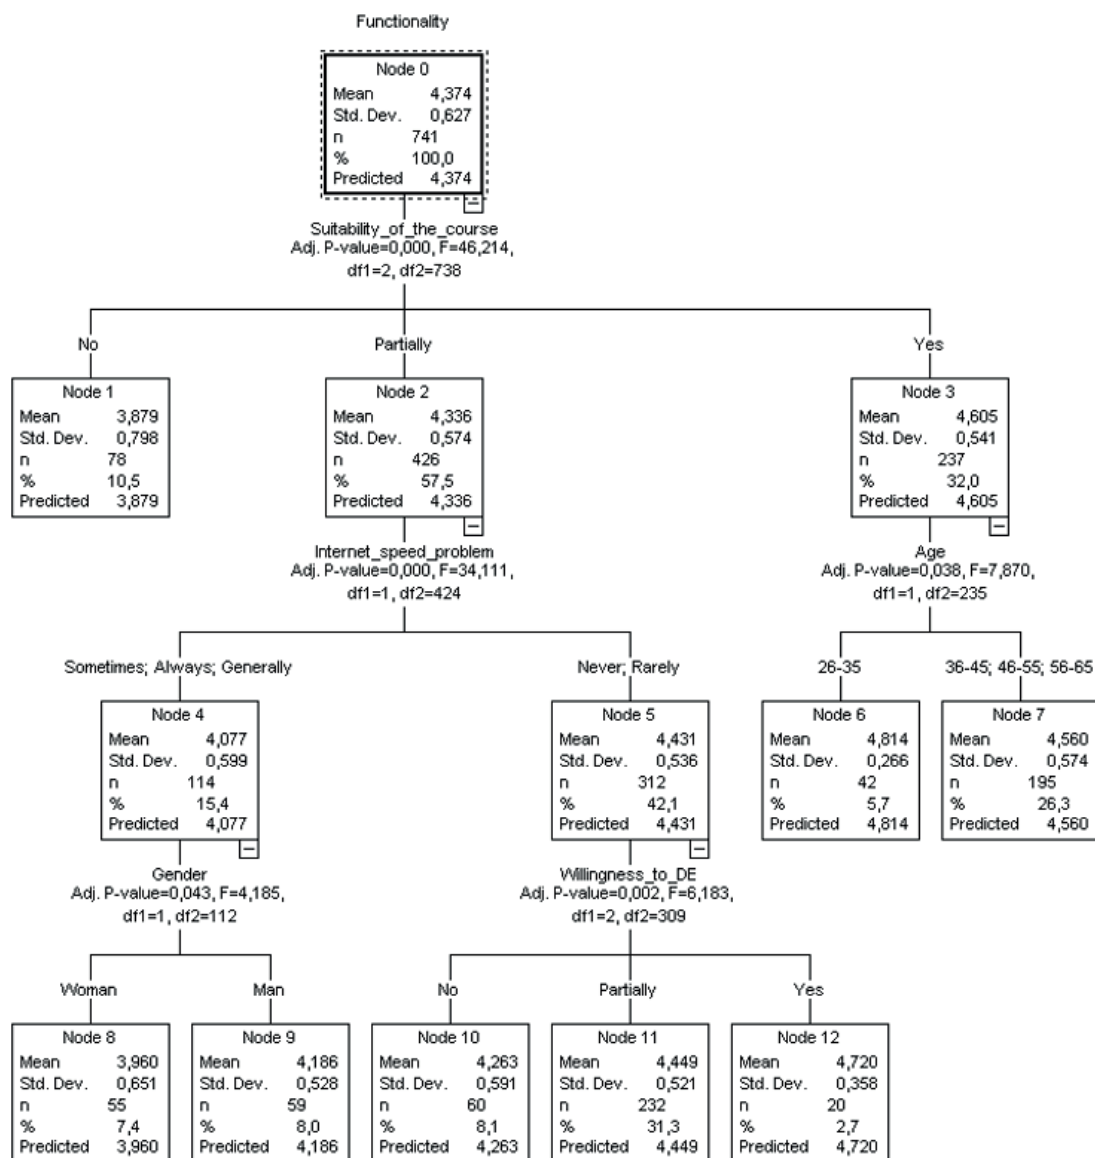 Functionality
Node 0
Mean 4,374
Std. Dev. 0,627
n 741
% 100,0
Predicted 4,374
Suitability_of_the_course
Adj. P-value=0,000, F=46,214,
df1=2, df2=738
No
Partially
Yes
Node 1
Mean 3,879
Std. Dev. 0,798
n 78
% 10,5
Predicted 3,879
Node 2
Mean 4,336
Std. Dev. 0,574
n 426
% 57,5
Predicted 4,336
Node 3
Mean 4,605
Std. Dev. 0,541
n 237
% 32,0
Predicted 4,605
Internet_speed_problem
Adj. P-value=0,000, F=34,111,
df1=1, df2=424
Age
Adj. P-value=0,038, F=7,870,
df1=1, df2=235
Sometimes; Always; Generally
Never; Rarely
26-35
36-45; 46-55; 56-65
Node 4
Mean 4,077
Std. Dev. 0,599
n 114
% 15,4
Predicted 4,077
Node 5
Mean 4,431
Std. Dev. 0,536
n 312
% 42,1
Predicted 4,431
Node 6
Mean 4,814
Std. Dev. 0,266
n 42
% 5,7
Predicted 4,814
Node 7
Mean 4,560
Std. Dev. 0,574
n 195
% 26,3
Predicted 4,560
Gender
Adj. P-value=0,043, F=4,185,
df1=1, df2=112
Willingness_to_DE
Adj. P-value=0,002, F=6,183,
df1=2, df2=309
Woman
Man
No
Partially
Yes
Node 8
Mean 3,960
Std. Dev. 0,651
n 55
% 7,4
Predicted 3,960
Node 9
Mean 4,186
Std. Dev. 0,528
n 59
% 8,0
Predicted 4,186
Node 10
Mean 4,263
Std. Dev. 0,591
n 60
% 8,1
Predicted 4,263
Node 11
Mean 4,449
Std. Dev. 0,521
n 232
% 31,3
Predicted 4,449
Node 12
Mean 4,720
Std. Dev. 0,358
n 20
% 2,7
Predicted 4,720